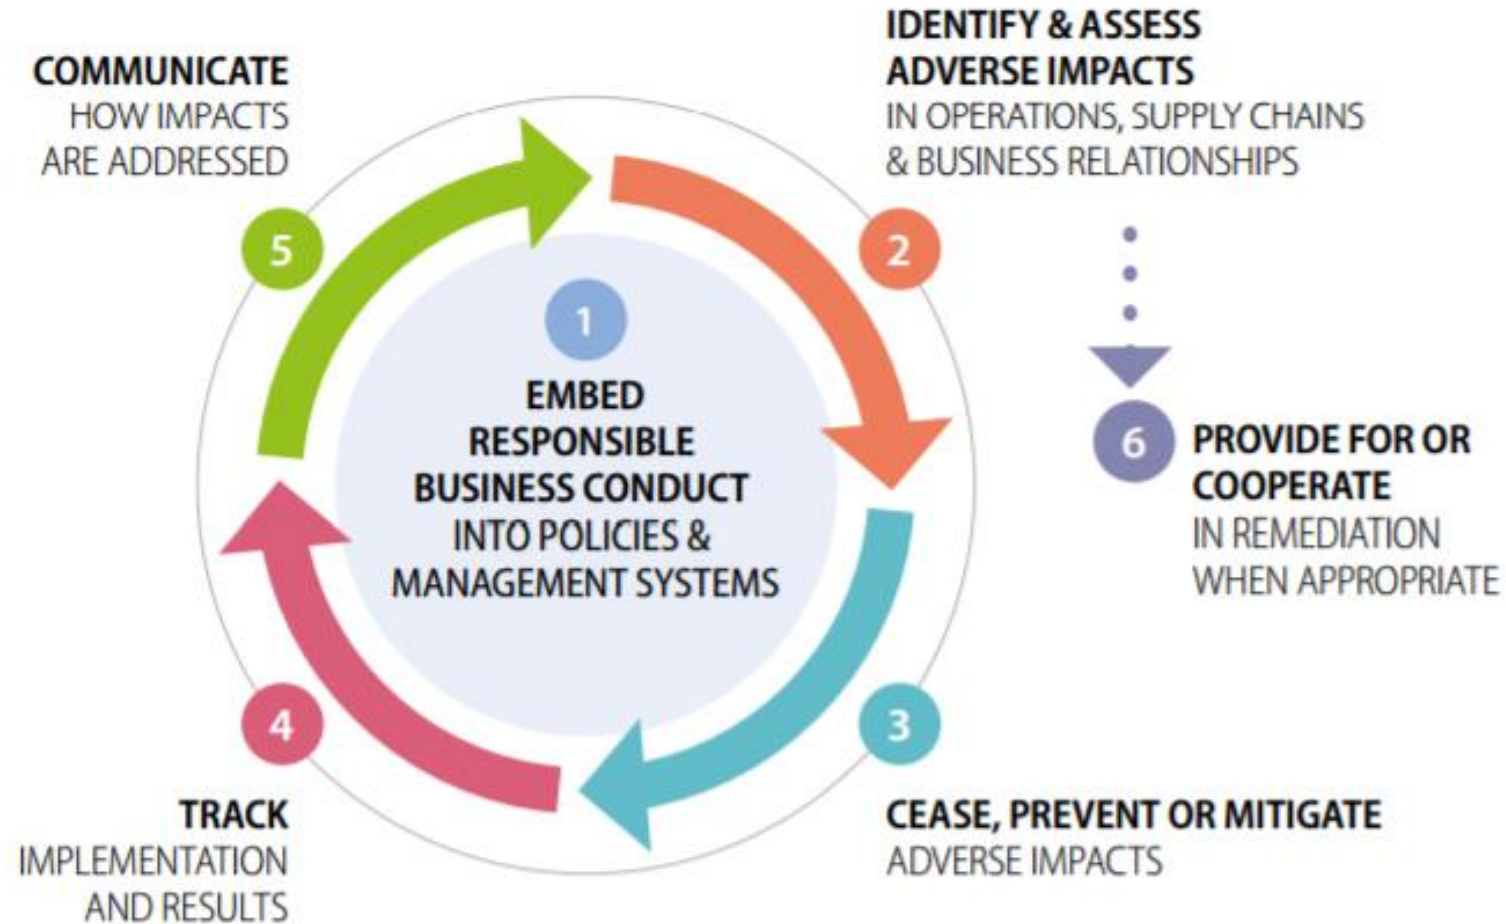 COMMUNICATE
HOW IMPACTS
ARE ADDRESSED
5
IDENTIFY & ASSESS
ADVERSE IMPACTS
IN OPERATIONS, SUPPLY CHAINS
& BUSINESS RELATIONSHIPS
2
1
EMBED
RESPONSIBLE
BUSINESS CONDUCT
INTO POLICIES &
MANAGEMENT SYSTEMS
6
PROVIDE FOR OR
COOPERATE
IN REMEDIATION
WHEN APPROPRIATE
4
TRACK
IMPLEMENTATION
AND RESULTS
3
CEASE, PREVENT OR MITIGATE
ADVERSE IMPACTS